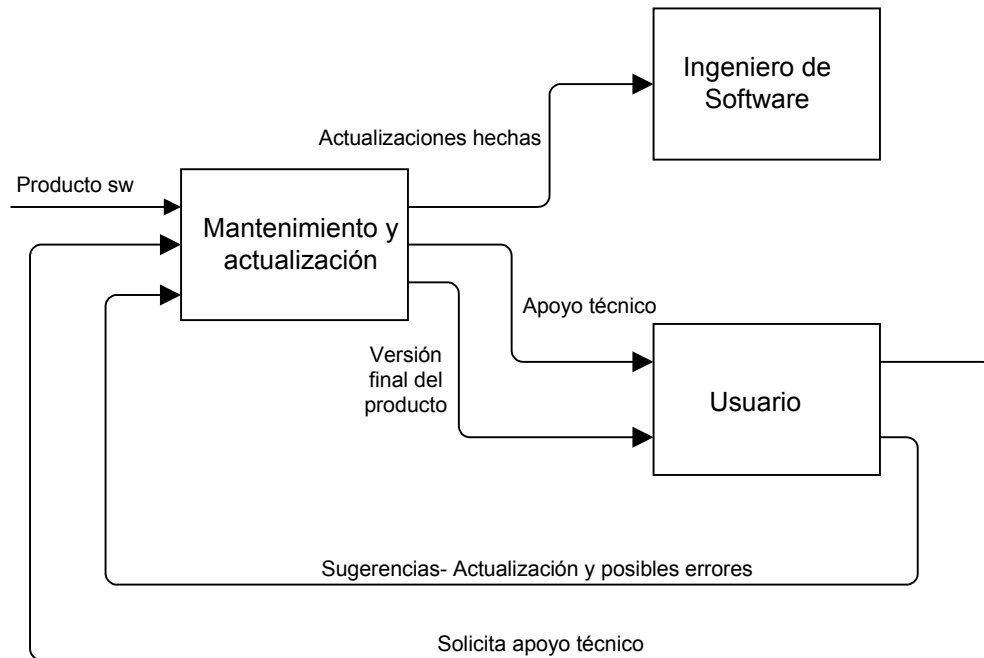 Ingeniero de
Software
Actualizaciones hechas
Producto sw
Mantenimiento y
actualización
Apoyo técnico
Versión
final del
producto
Usuario
Sugerencias- Actualización y posibles errores
Solicita apoyo técnico